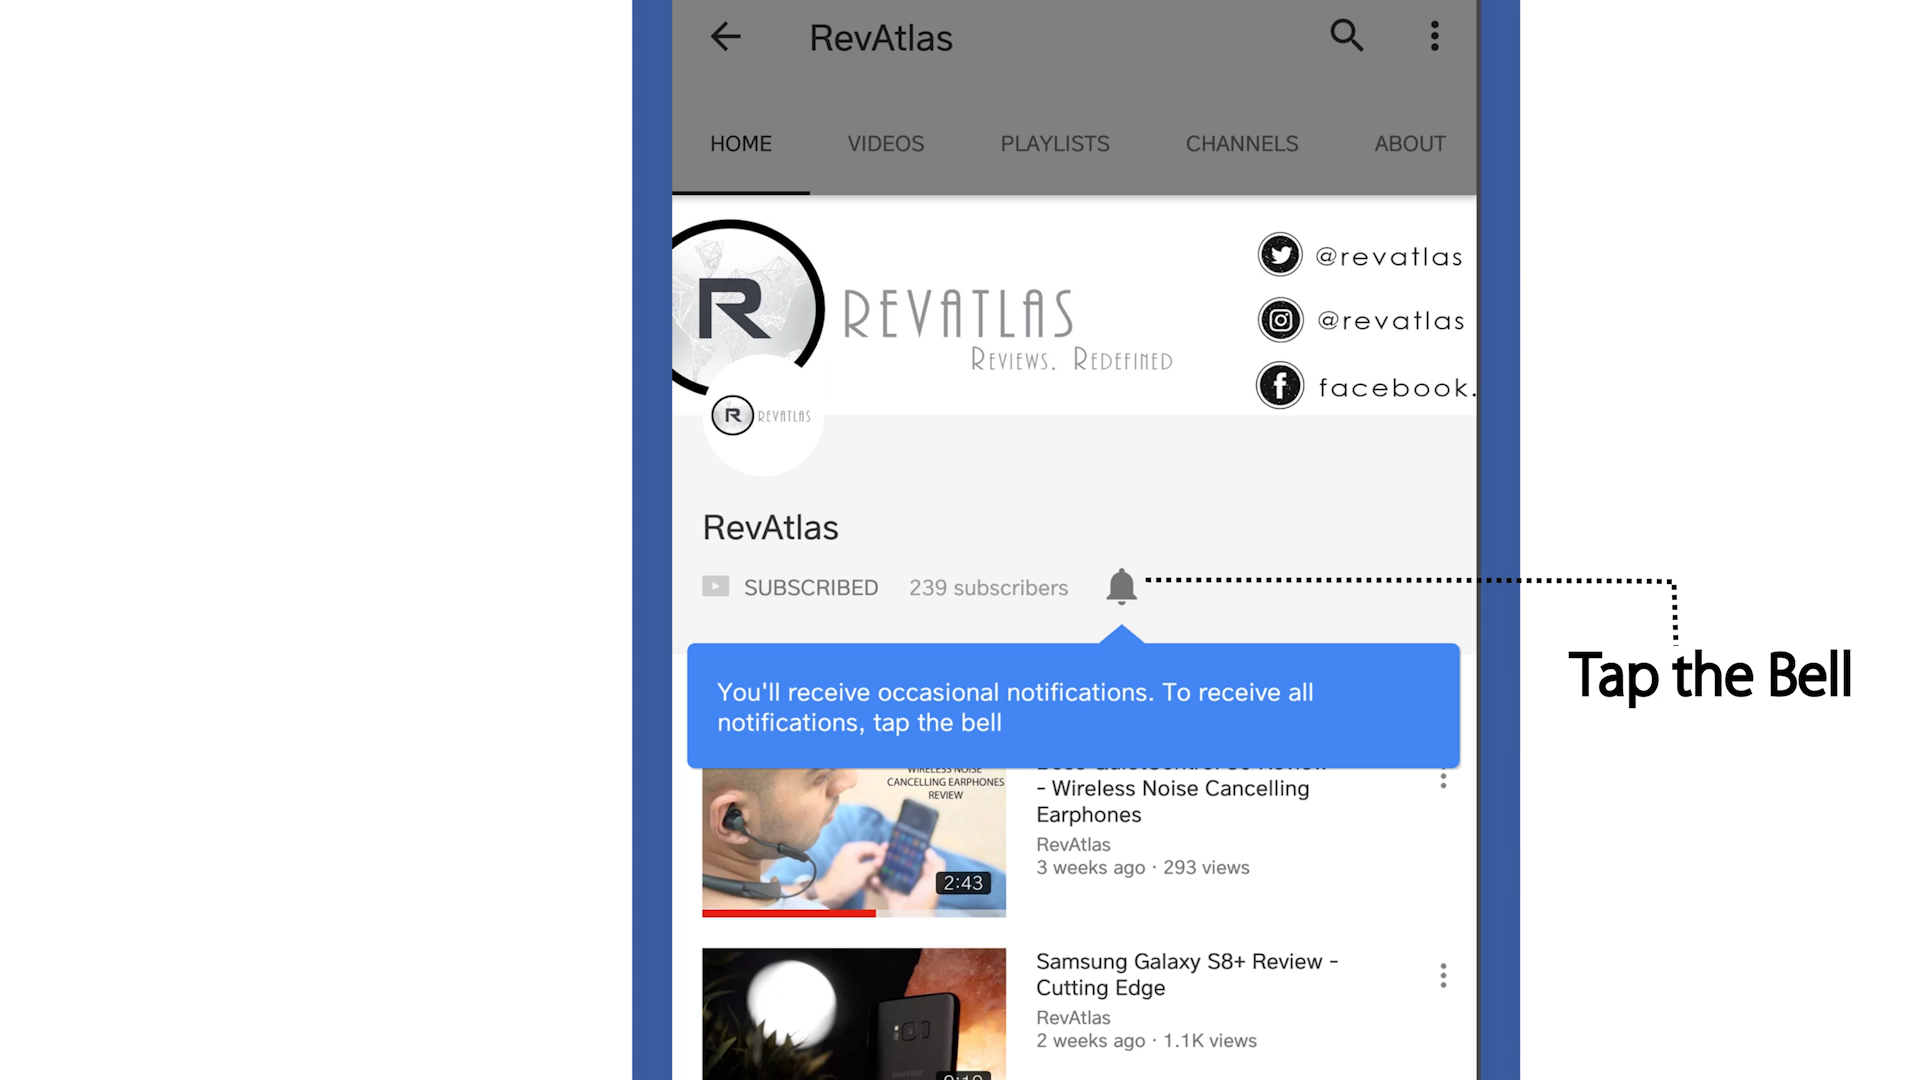 RevAtlas
HOME VIDEOS PLAYLISTS CHANNELS ABOUT
R
REVATLAS
REVIEWS. REDEFINED
@revatlas
@revatlas
facebook.
R REVATLAS
RevAtlas
SUBSCRIBED 239 subscribers
Tap the Bell
You'll receive occasional notifications. To receive all
notifications, tap the bell
WIRELESS NOISE
CANCELLING EARPHONES
REVIEW
2:43
- Wireless Noise Cancelling
Earphones
RevAtlas
3 weeks ago · 293 views
SAMSUNG
Samsung Galaxy S8+ Review -
Cutting Edge
RevAtlas
2 weeks ago · 1.1K views